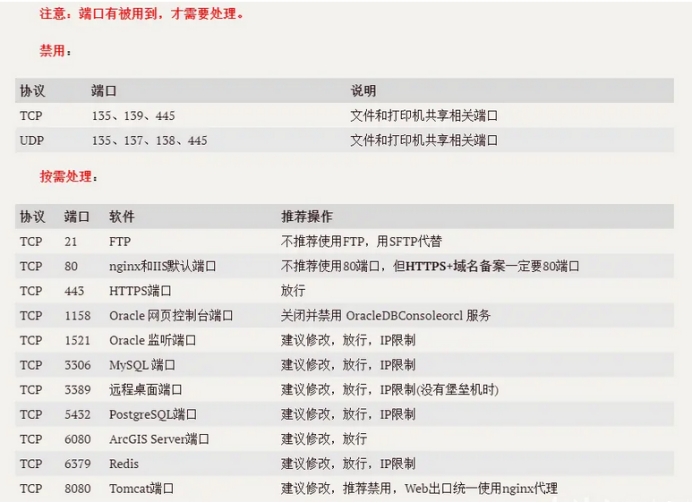 注意：端口有被用到，才需要处理。
禁用：
协议 端口 说明
TCP 135、139、445 文件和打印机共享相关端口
UDP 135、137、138、445 文件和打印机共享相关端口
按需处理：
协议 端口 软件 推荐操作
TCP 21 FTP 不推荐使用FTP，用SFTP代替
TCP 80 nginx和IIS默认端口 不推荐使用80端口，但HTTPS+域名备案一定要80端口
TCP 443 HTTPS端口 放行
TCP 1158 Oracle 网页控制台端口 关闭并禁用 OracleDBConsoleorcl 服务
TCP 1521 Oracle 监听端口 建议修改，放行，IP限制
TCP 3306 MySQL 端口 建议修改，放行，IP限制
TCP 3389 远程桌面端口 建议修改，放行，IP限制(没有堡垒机时)
TCP 5432 PostgreSQL端口 建议修改，放行，IP限制
TCP 6080 ArcGIS Server端口 建议修改，放行
TCP 6379 Redis 建议修改，放行，IP限制
TCP 8080 Tomcat端口 建议修改，推荐禁用，Web出口统一使用nginx代理